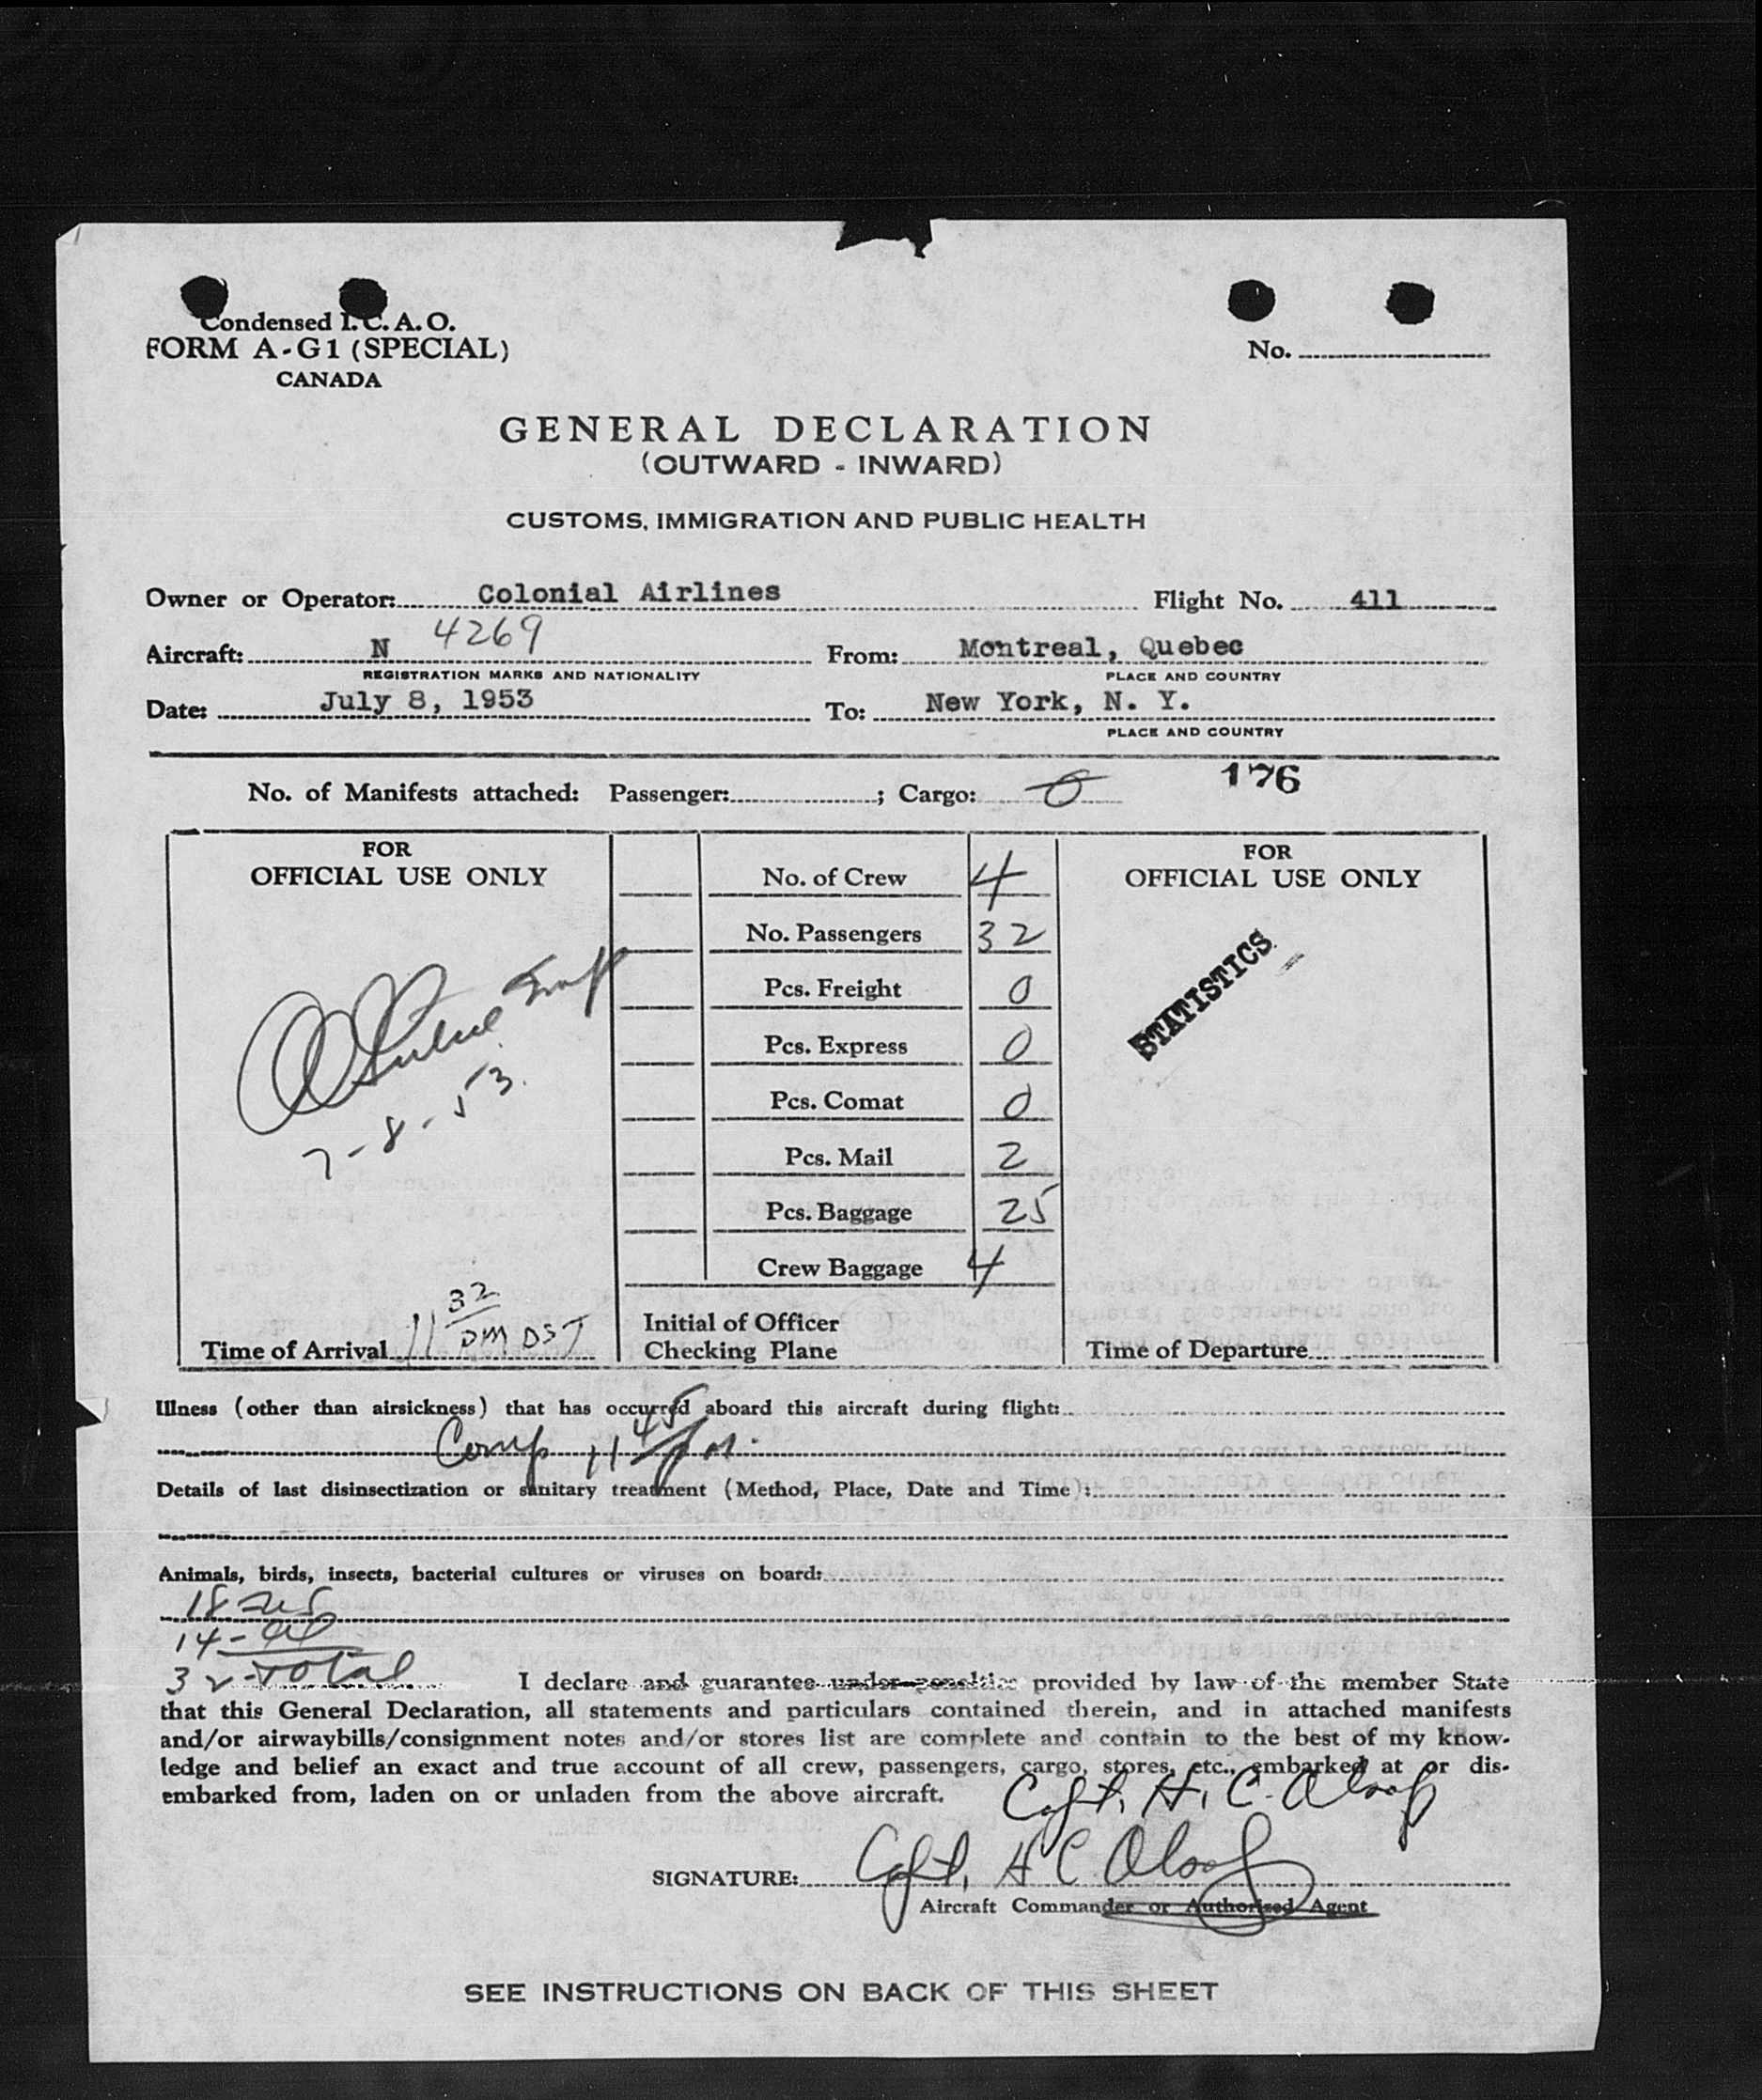 Condensed I.C.A.O.
FORM A-G1 (SPECIAL)
CANADA
No.
GENERAL DECLARATION
(OUTWARD - INWARD)
CUSTOMS, IMMIGRATION AND PUBLIC HEALTH
Owner or Operator: Colonial Airlines Flight No. 411
Aircraft: N 4269 From: Montreal, Quebec
REGISTRATION MARKS AND NATIONALITY PLACE AND COUNTRY
Date: July 8, 1953 To: New York, N. Y.
PLACE AND COUNTRY
176
No. of Manifests attached: Passenger: ; Cargo: 0
FOR
OFFICIAL USE ONLY
7-8-53.
Time of Arrival 11 32 PM DST
No. of Crew 4
No. Passengers 32
Pcs. Freight 0
Pcs. Express 0
Pcs. Comat 0
Pcs. Mail 2
Pcs. Baggage 25
Crew Baggage 4
Initial of Officer
Checking Plane
FOR
OFFICIAL USE ONLY
STATISTICS
Time of Departure
Illness (other than airsickness) that has occurred aboard this aircraft during flight:
Comp 11 45 pm.
Details of last disinsectization or sanitary treatment (Method, Place, Date and Time):
Animals, birds, insects, bacterial cultures or viruses on board:
18
14 -
32 - Total
I declare and guarantee under penalties provided by law of the member State
that this General Declaration, all statements and particulars contained therein, and in attached manifests
and/or airwaybills/consignment notes and/or stores list are complete and contain to the best of my know-
ledge and belief an exact and true account of all crew, passengers, cargo, stores, etc., embarked at or dis-
embarked from, laden on or unladen from the above aircraft.
Capt. H. C.
SIGNATURE: Capt. H C
Aircraft Commander or Authorized Agent
SEE INSTRUCTIONS ON BACK OF THIS SHEET